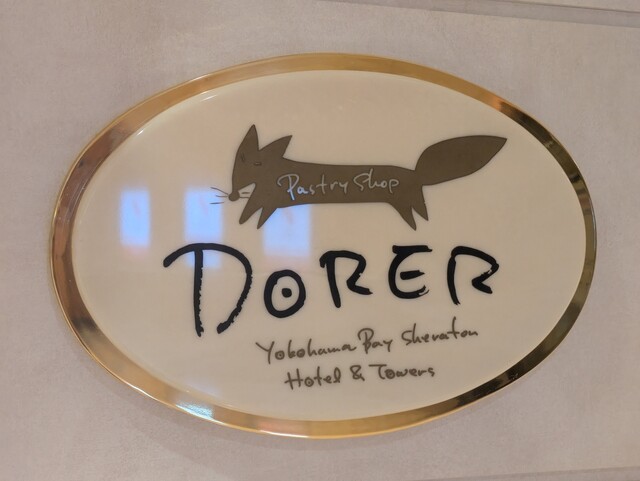 Pastry Shop
DORER
Yokohama Bay Sheraton
Hotel & Towers